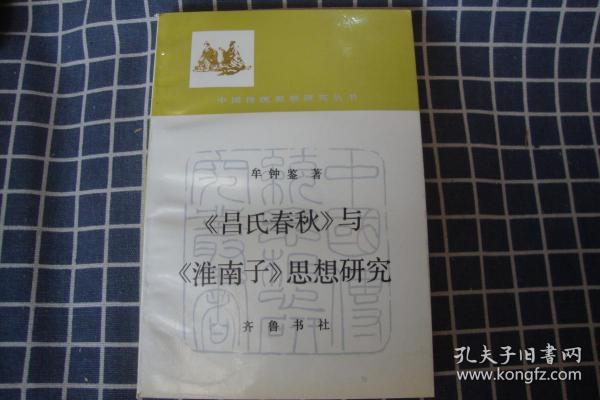 中国传统思想研究丛书
牟钟鉴 著
《吕氏春秋》与
《淮南子》思想研究
齐鲁书社
孔夫子旧书网
www.kongfz.com